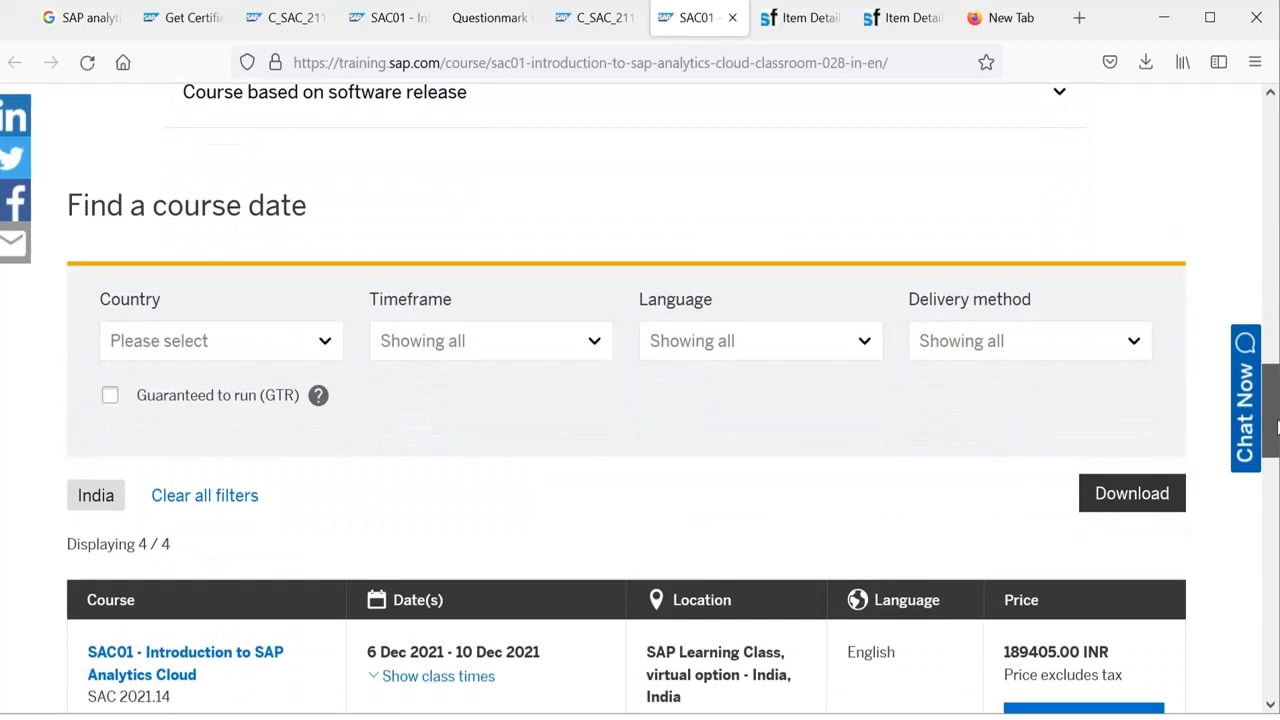 SAP analyti
Get Certifi
C_SAC_211
SAC01 - In
Questionmark
C_SAC_211
SAC01 -
Item Detail
Item Detail
New Tab
https://training.sap.com/course/sac01-introduction-to-sap-analytics-cloud-classroom-028-in-en/
Course based on software release
Find a course date
Country
Timeframe
Language
Delivery method
Please select
Showing all
Showing all
Showing all
Guaranteed to run (GTR)
Chat Now
India
Clear all filters
Download
Displaying 4 / 4
Course
Date(s)
Location
Language
Price
SAC01 - Introduction to SAP
Analytics Cloud
SAC 2021.14
6 Dec 2021 - 10 Dec 2021
Show class times
SAP Learning Class,
virtual option - India,
India
English
189405.00 INR
Price excludes tax